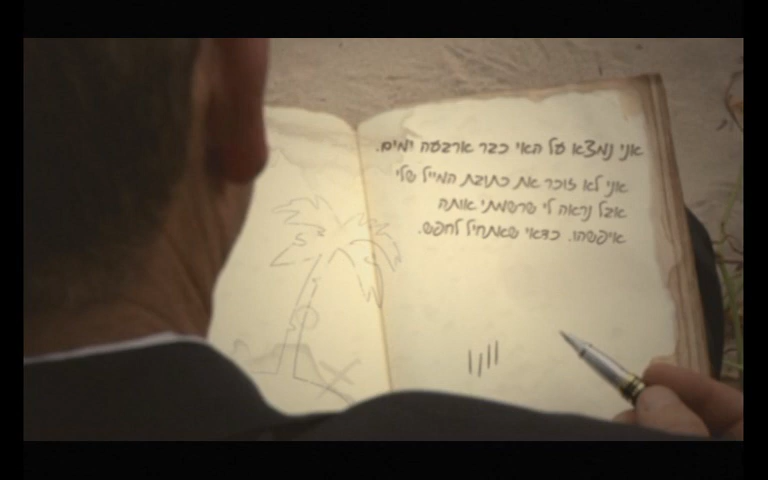 אני נמצא על האי כבר ארבעה ימים.
אני לא זוכר את כתובת המייל שלי
אבל נראה לי שרשמתי אותה
איפשהו. כדאי שאתחיל לחפש.